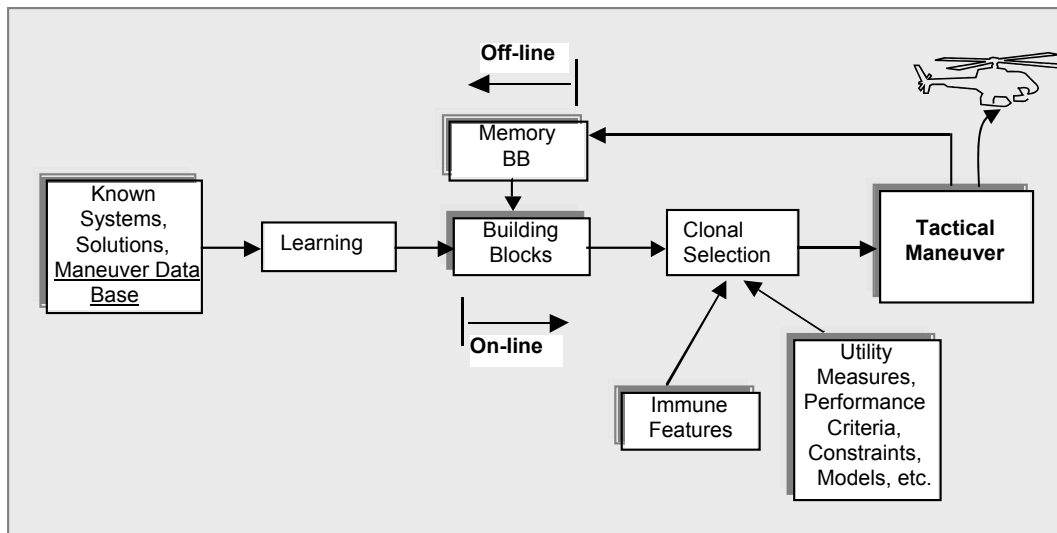 Off-line
Memory
BB
Known
Systems,
Solutions,
Maneuver Data
Base
Learning
Building
Blocks
Clonal
Selection
Tactical
Maneuver
On-line
Immune
Features
Utility
Measures,
Performance
Criteria,
Constraints,
Models, etc.